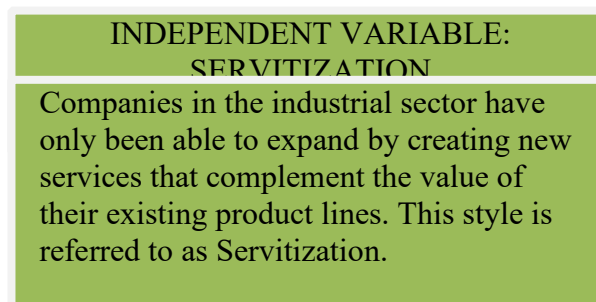 INDEPENDENT VARIABLE:
SERVITIZATION
Companies in the industrial sector have
only been able to expand by creating new
services that complement the value of
their existing product lines. This style is
referred to as Servitization.